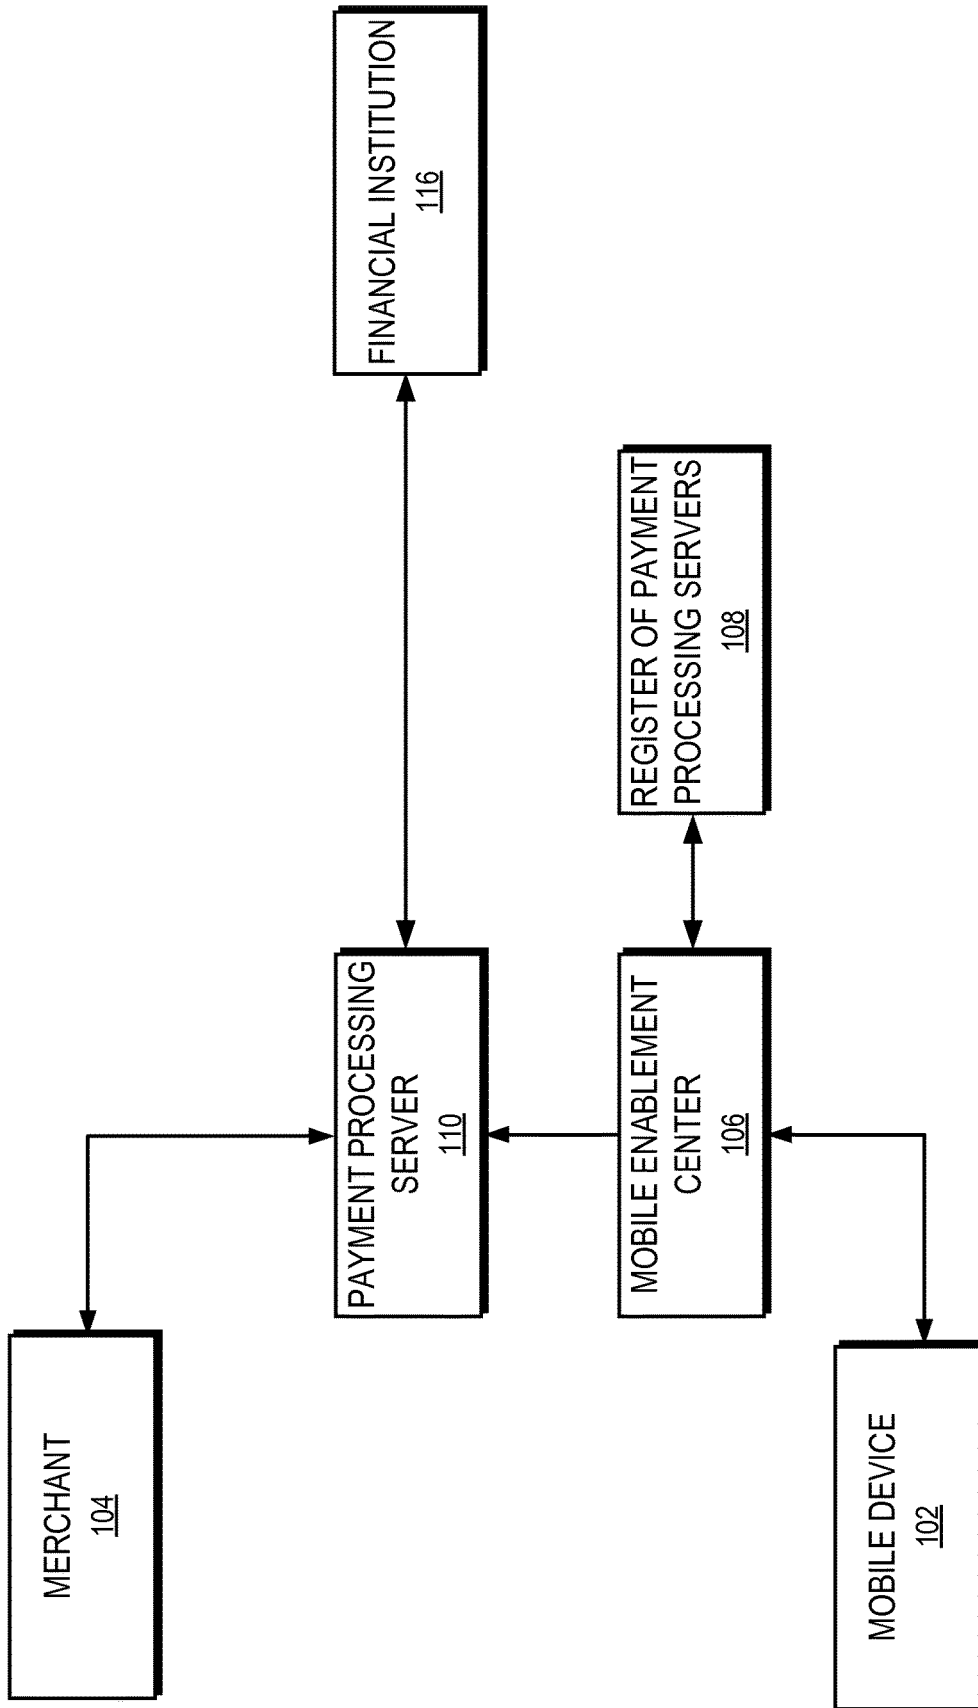 MERCHANT
104
PAYMENT PROCESSING
SERVER
110
FINANCIAL INSTITUTION
116
MOBILE ENABLEMENT
CENTER
106
REGISTER OF PAYMENT
PROCESSING SERVERS
108
MOBILE DEVICE
102